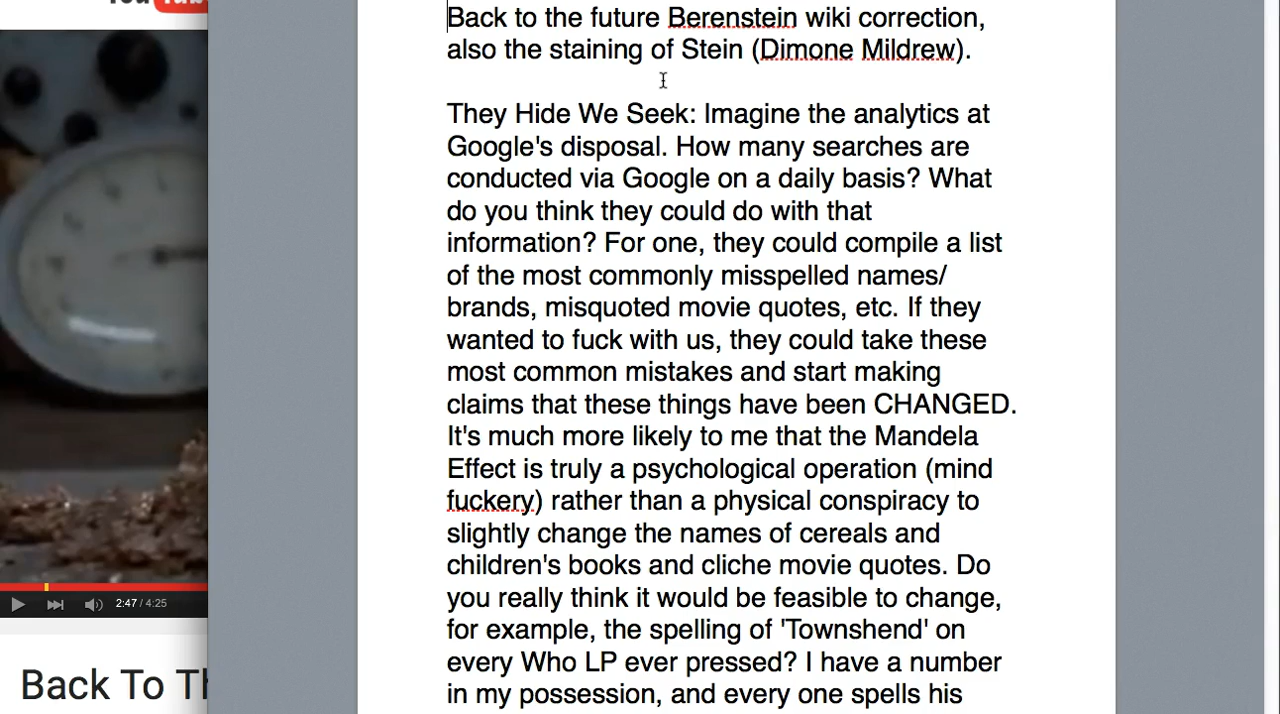 You Tub
Back to the future Berenstein wiki correction,
also the staining of Stein (Dimone Mildrew).
They Hide We Seek: Imagine the analytics at
Google's disposal. How many searches are
conducted via Google on a daily basis? What
do you think they could do with that
information? For one, they could compile a list
of the most commonly misspelled names/
brands, misquoted movie quotes, etc. If they
wanted to fuck with us, they could take these
most common mistakes and start making
claims that these things have been CHANGED.
It's much more likely to me that the Mandela
Effect is truly a psychological operation (mind
fuckery) rather than a physical conspiracy to
slightly change the names of cereals and
children's books and cliche movie quotes. Do
you really think it would be feasible to change,
for example, the spelling of 'Townshend' on
every Who LP ever pressed? I have a number
in my possession, and every one spells his
2:47 / 4:25
Back To Th